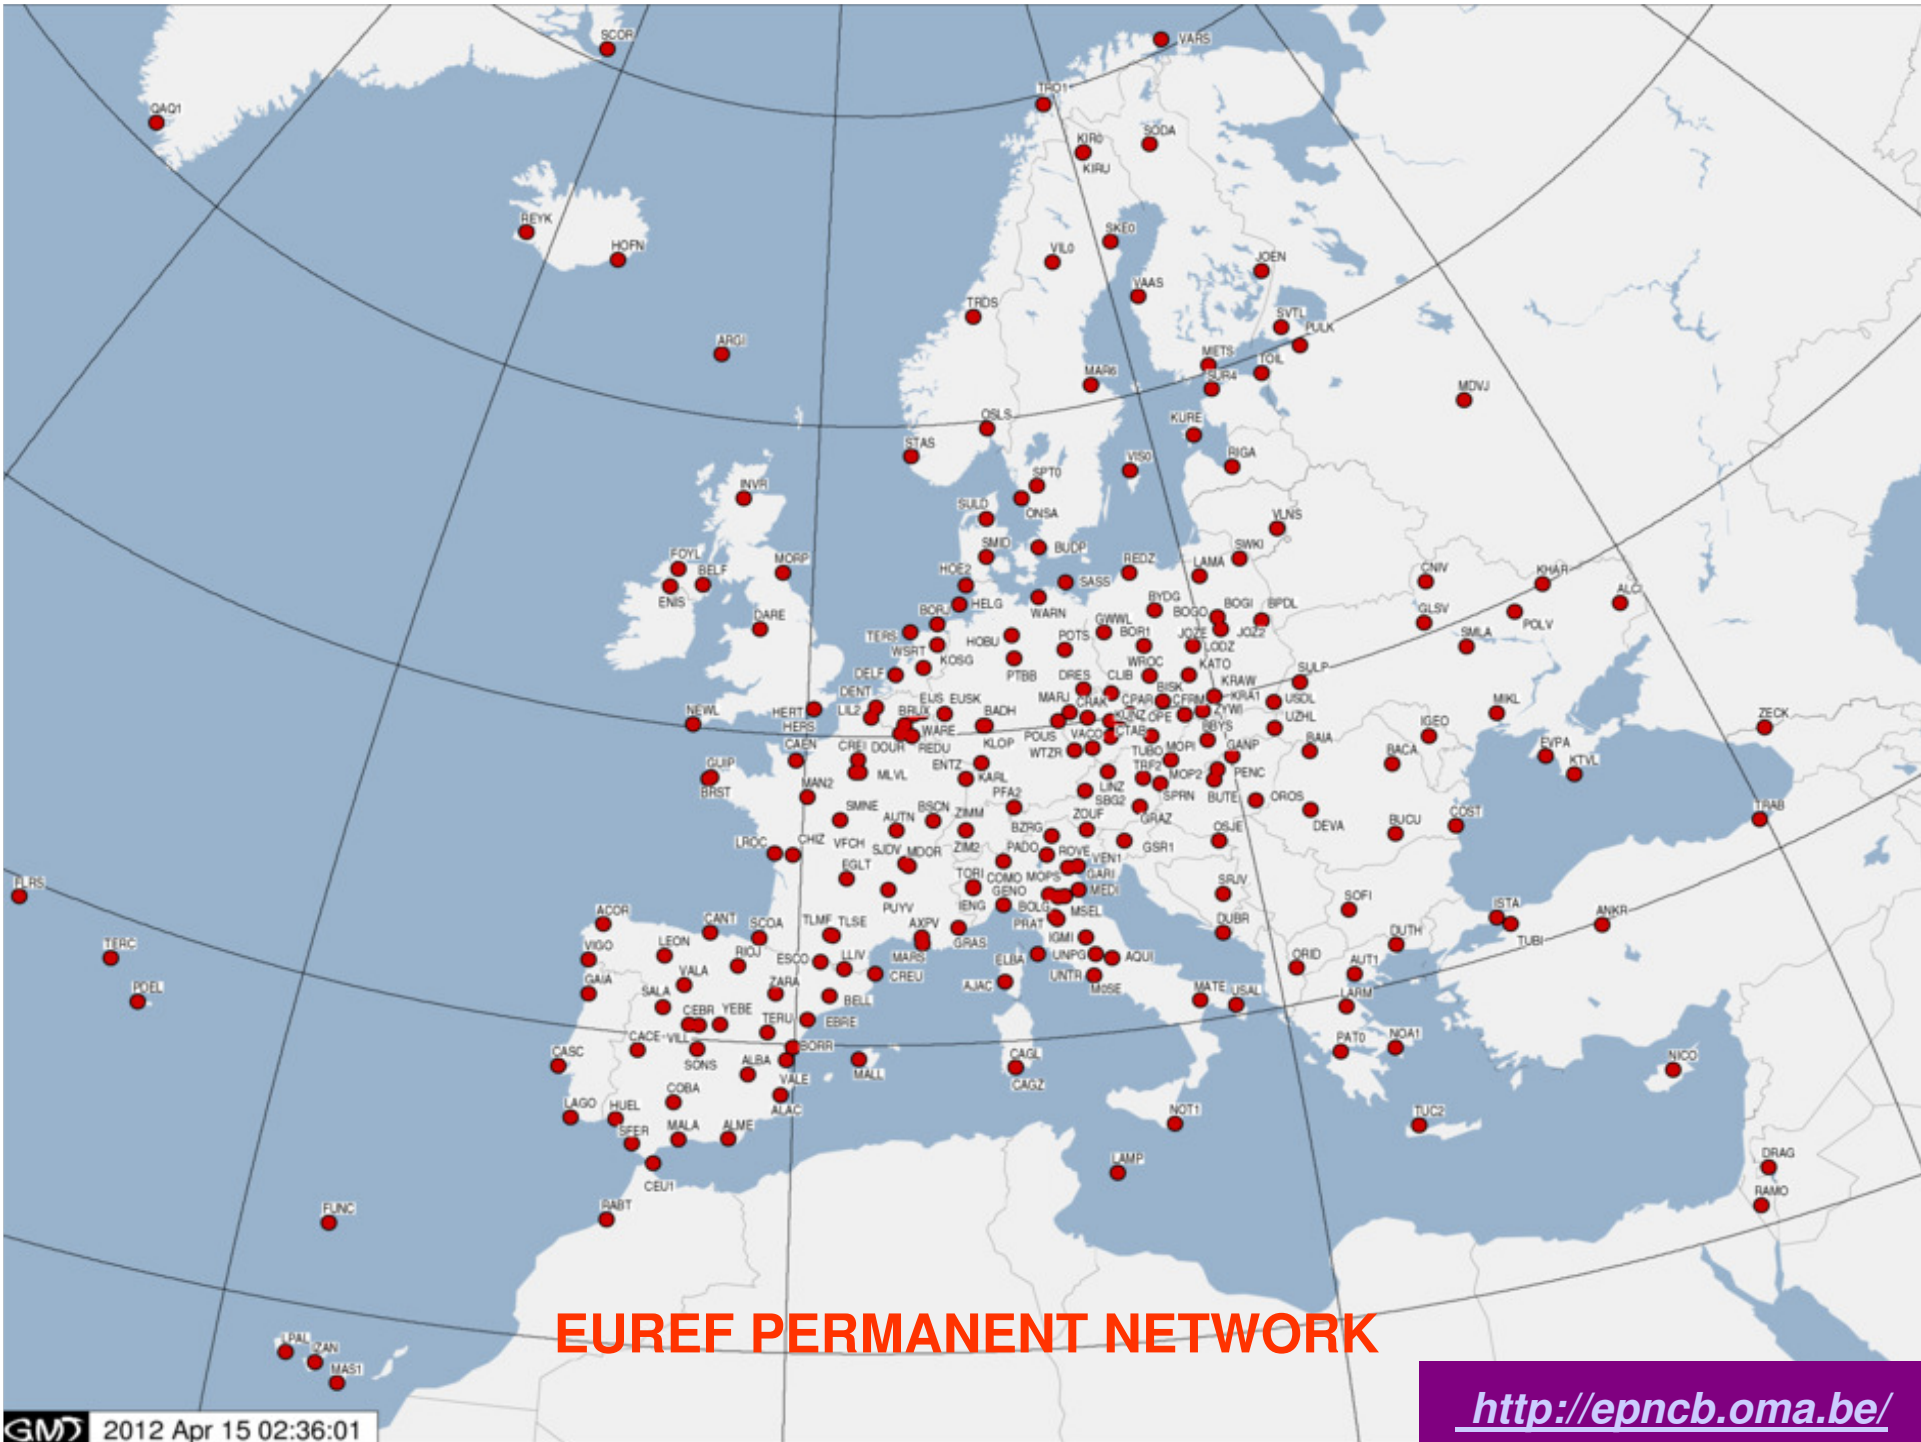 SCOR
VARS
QAQ1
TRO1
KIR0
SODA
KIRU
REYK
HOFN
SKE0
VIL0
JOEN
VAAS
TRDS
SVTL
PULK
ARGI
METS
TOIL
MAR6
SUR4
MDVJ
OSLS
KURE
STAS
RIGA
VIS0
SPT0
INVR
SULD
ONSA
VLNS
SMID
BUDP
SWKI
FOYL
BELF
MORP
REDZ
LAMA
CNIV
KHAR
HOE2
SASS
ENIS
HELG
ALCI
DARE
BORJ
WARN
BYDG
BOGO
BOGI
BPDL
GLSV
POLV
TERS
HOBU
POTS
GWWL
BOR1
JOZE
JOZ2
SMLA
WSRT
KOSG
LODZ
DELF
PTBB
DRES
CLIB
WROC
KATO
SULP
DENT
EIJS
EUSK
MARJ
CRAK
CPAR
BISK
CFRM
KRAW
KRA1
USDL
MIKL
NEWL
HERT
LIL2
BRUX
BADH
KUNZ
ZYWI
UZHL
ZECK
HERS
WARE
POUS
VACO
CTAB
BBYS
IGEO
CAEN
CREI
DOUR
REDU
KLOP
WTZR
TUBO
MOPI
GANP
BAIA
BACA
EVPA
GUIP
MLVL
ENTZ
KARL
LINZ
TRF2
MOP2
PENC
KTVL
BRST
MAN2
PFA2
SBG2
SPRN
BUTE
OROS
SMNE
AUTN
BSCN
ZIMM
BZRG
ZOUF
GRAZ
OSJE
DEVA
BUCU
COST
TRAB
LROC
CHIZ
VFCH
SJDV
MDOR
ZIM2
PADO
ROVE
VEN1
GSR1
EGLT
TORI
COMO
MOPS
GARI
FLRS
PUYV
IENG
GENO
BOLG
MEDI
SRJV
SOFI
ISTA
ANKR
ACOR
CANT
SCOA
TLMF
TLSE
AXPV
GRAS
PRAT
MSEL
DUBR
TUBI
TERC
VIGO
LEON
RIOJ
ESCO
LLIV
MARS
IGMI
DUTH
ELBA
UNPG
AQUI
ORID
AUT1
PDEL
GAIA
VALA
ZARA
CREU
AJAC
UNTR
M0SE
SALA
CEBR
YEBE
BELL
MATE
USAL
LARM
CACE
VILL
TERU
EBRE
PAT0
NOA1
CASC
SONS
ALBA
BORR
MALL
CAGL
NICO
COBA
VALE
CAGZ
LAGO
HUEL
ALAC
NOT1
TUC2
SFER
MALA
ALME
LAMP
DRAG
CEU1
RAMO
FUNC
RABT
EUREF PERMANENT NETWORK
LPAL
IZAN
MAS1
http://epncb.oma.be/
GMT 2012 Apr 15 02:36:01